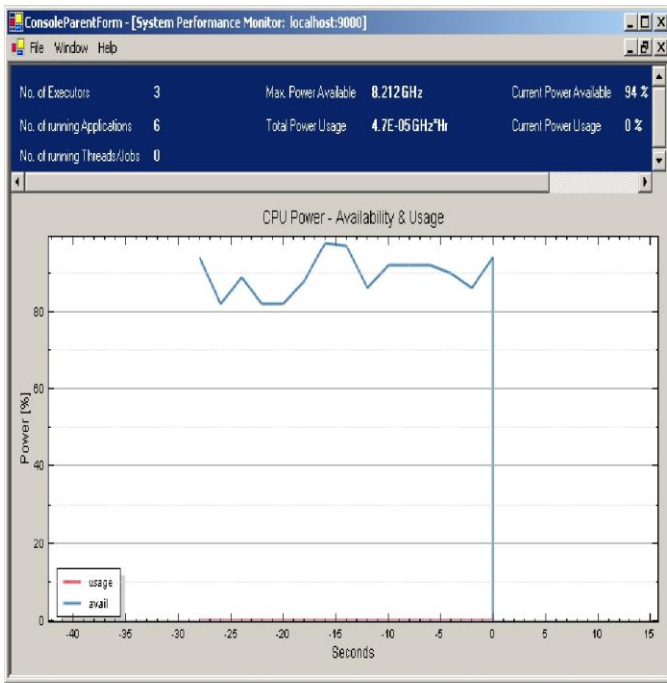 ConsoleParentForm - [System Performance Monitor: localhost:9000]
File Window Help
No. of Executors 3 Max. Power Available 8.212 GHz Current Power Available 94 %
No. of running Applications 6 Total Power Usage 4.7E-05 GHz*Hr Current Power Usage 0 %
No. of running Threads/Jobs 0
CPU Power - Availability & Usage
80
60
40
20
0
Power [%]
usage
avail
-40 -35 -30 -25 -20 -15 -10 -5 0 5 10 15
Seconds